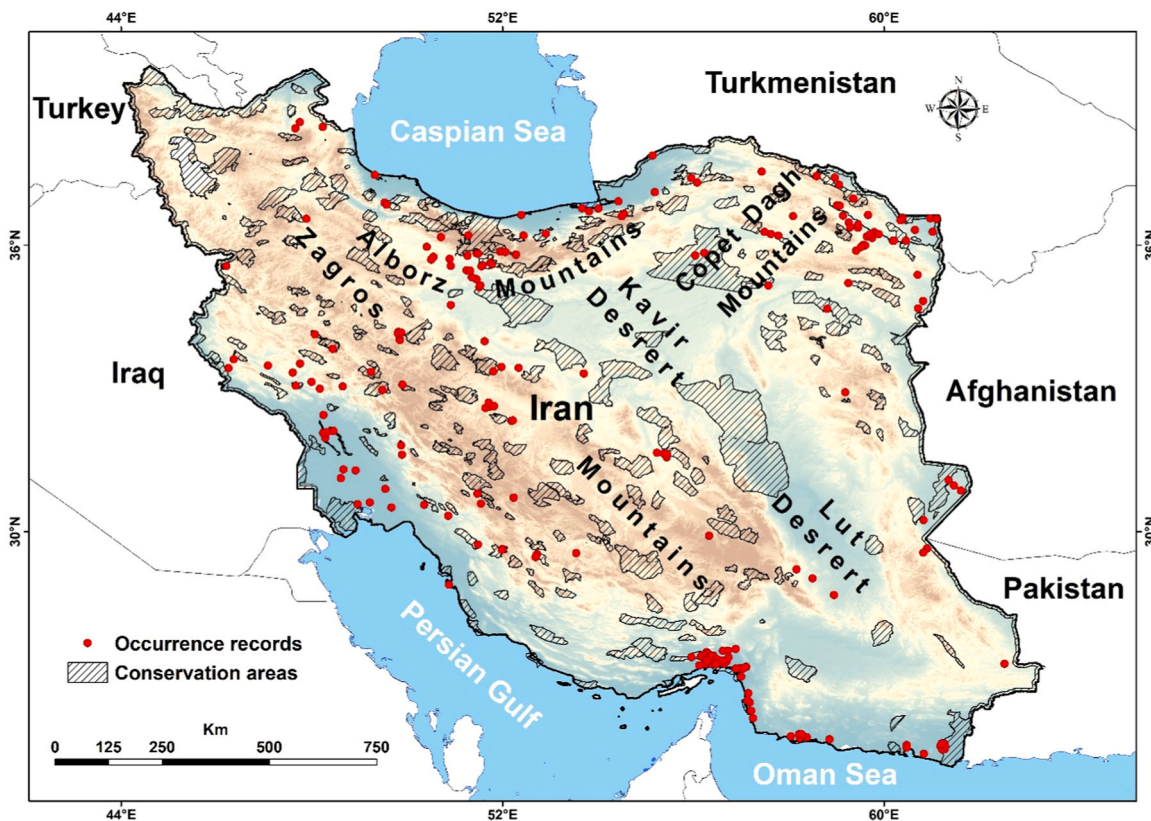 44°E 52°E 60°E
Turkmenistan
Turkey
N
W E
S
Caspian Sea
Copet Dagh
Mountains
36°N 36°N
Alborz
Mountains
Zagros
Mountains
Kavir
Desrert
Iraq
Iran
Afghanistan
Lut
Desrert
30°N 30°N
Pakistan
Persian Gulf
Occurrence records
Conservation areas
Km
0 125 250 500 750
Oman Sea
44°E 52°E 60°E